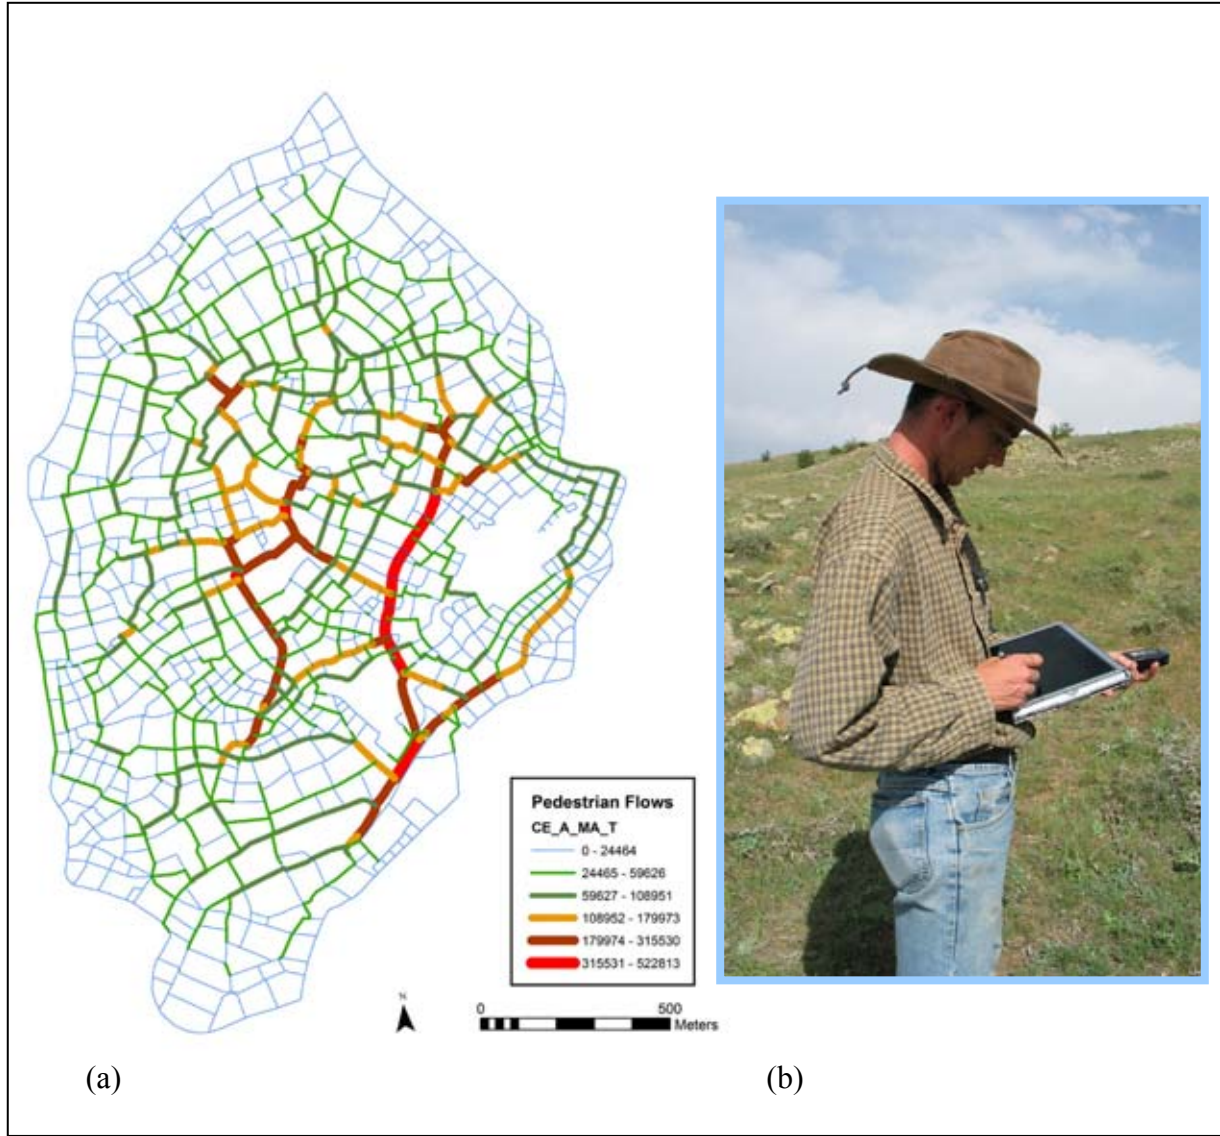 Pedestrian Flows
CE_A_MA_T
0 - 24464
24465 - 59626
59627 - 108951
108952 - 179973
179974 - 315530
315531 - 522813
N
0 500
Meters
(a) (b)